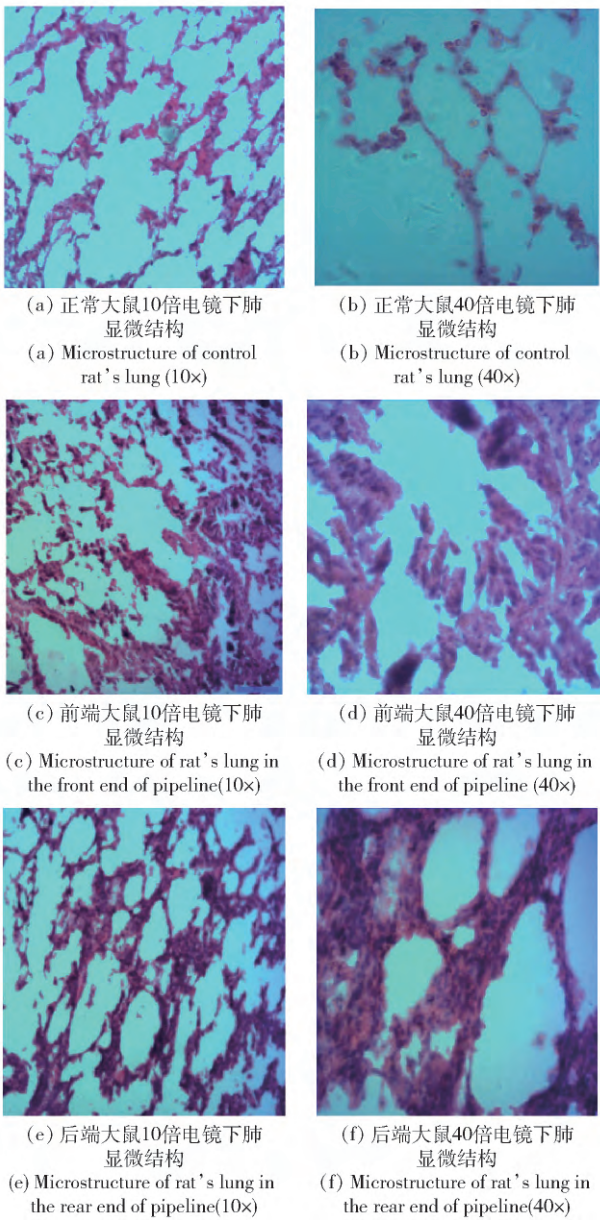 (a) 正常大鼠10倍电镜下肺
显微结构
(a) Microstructure of control
rat’s lung (10×)
(b) 正常大鼠40倍电镜下肺
显微结构
(b) Microstructure of control
rat’s lung (40×)
(c) 前端大鼠10倍电镜下肺
显微结构
(c) Microstructure of rat’s lung in
the front end of pipeline(10×)
(d) 前端大鼠40倍电镜下肺
显微结构
(d) Microstructure of rat’s lung in
the front end of pipeline (40×)
(e) 后端大鼠10倍电镜下肺
显微结构
(e) Microstructure of rat’s lung in
the rear end of pipeline(10×)
(f) 后端大鼠40倍电镜下肺
显微结构
(f) Microstructure of rat’s lung in
the rear end of pipeline(40×)